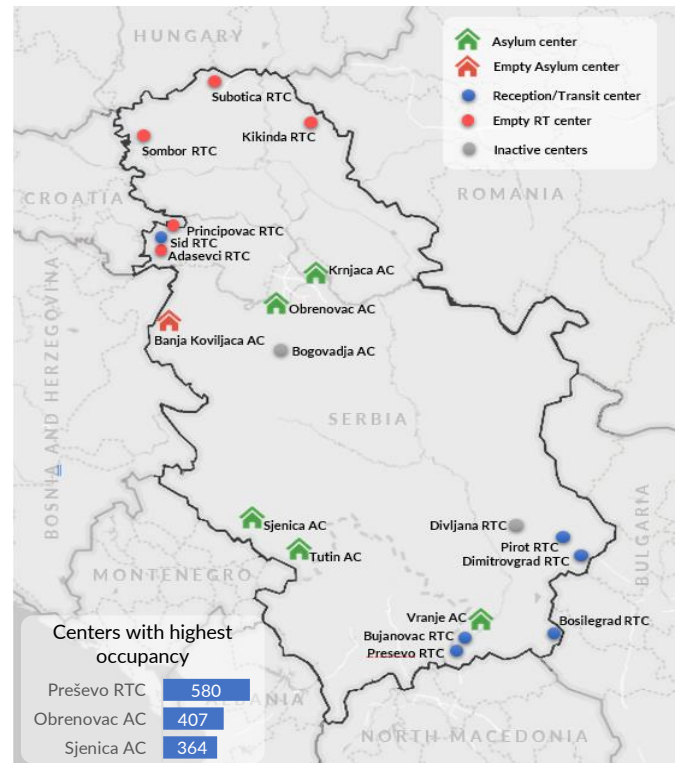 HUNGARY
Asylum center
Empty Asylum center
Reception/Transit center
Empty RT center
Inactive centers
Subotica RTC
Kikinda RTC
Sombor RTC
CROATIA
ROMANIA
Principovac RTC
Sid RTC
Adasevci RTC
Krnjaca AC
Obrenovac AC
Banja Koviljaca AC
Bogovadja AC
BOSNIA AND HERZEGOVINA
SERBIA
Sjenica AC
Tutin AC
Divljana RTC
Pirot RTC
Dimitrovgrad RTC
BULGARIA
MONTENEGRO
Vranje AC
Bujanovac RTC
Presevo RTC
Bosilegrad RTC
Centers with highest
occupancy
Preševo RTC 580
Obrenovac AC 407
Sjenica AC 364
ALBANIA
NORTH MACEDONIA